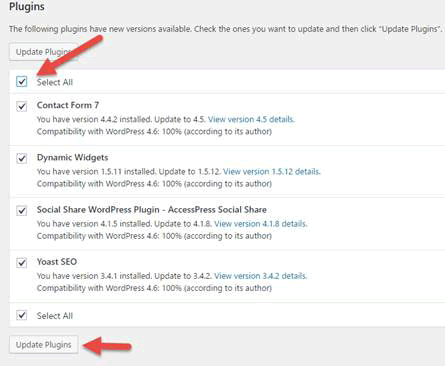 Plugins
The following plugins have new versions available. Check the ones you want to update and then click "Update Plugins".
Update Plugins
Select All
Contact Form 7
You have version 4.4.2 installed. Update to 4.5. View version 4.5 details.
Compatibility with WordPress 4.6: 100% (according to its author)
Dynamic Widgets
You have version 1.5.11 installed. Update to 1.5.12. View version 1.5.12 details.
Compatibility with WordPress 4.6: 100% (according to its author)
Social Share WordPress Plugin - AccessPress Social Share
You have version 4.1.5 installed. Update to 4.1.8. View version 4.1.8 details.
Compatibility with WordPress 4.6: 100% (according to its author)
Yoast SEO
You have version 3.4.1 installed. Update to 3.4.2. View version 3.4.2 details.
Compatibility with WordPress 4.6: 100% (according to its author)
Select All
Update Plugins